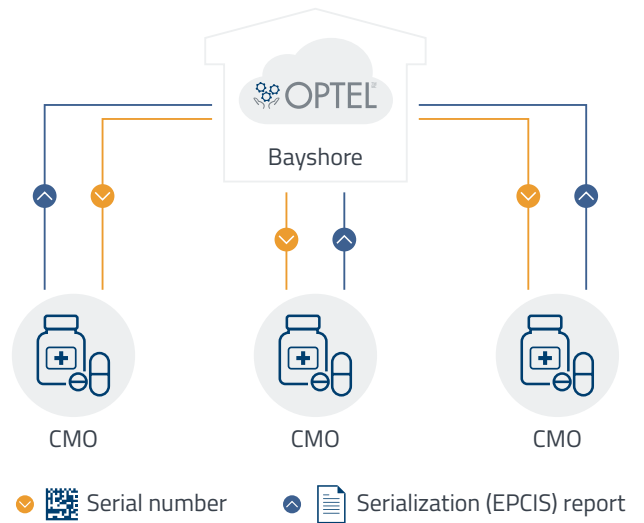 OPTEL
Bayshore
CMO
CMO
CMO
Serial number
Serialization (EPCIS) report